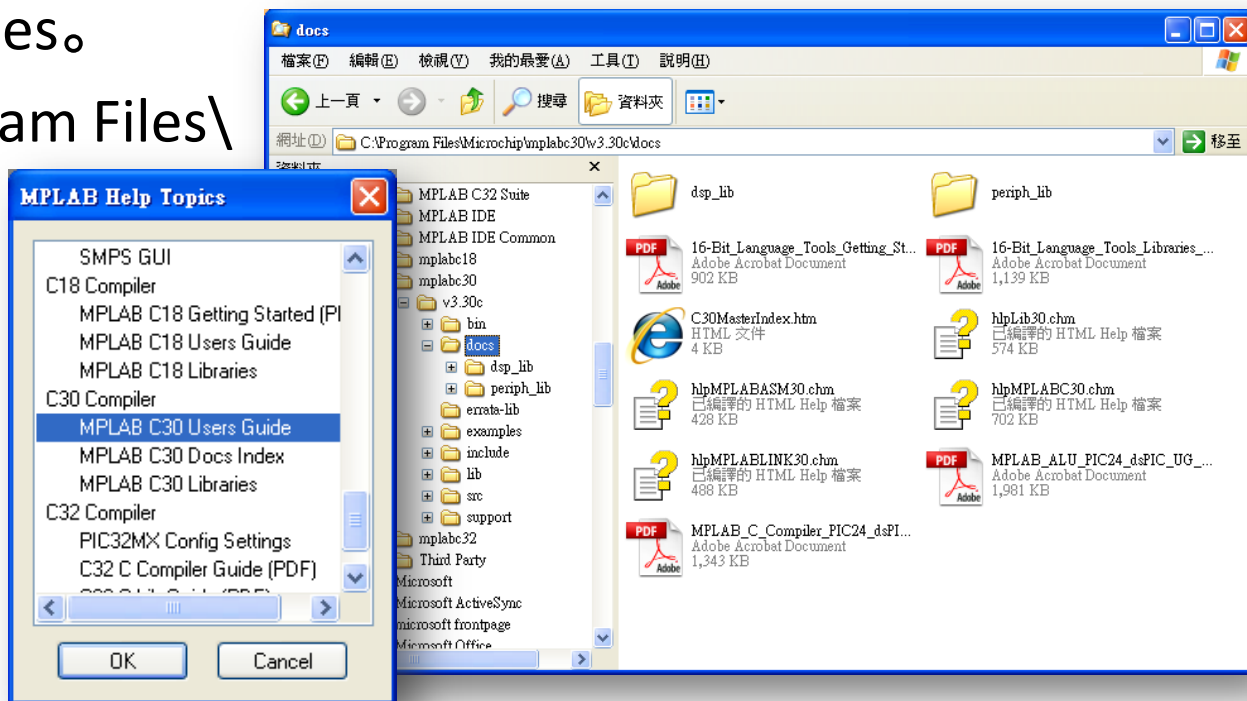 es。
am Files\
docs
檔案(F) 編輯(E) 檢視(V) 我的最愛(A) 工具(T) 說明(H)
上一頁 搜尋 資料夾
網址(D) C:\Program Files\Microchip\mplabc30\v3.30c\docs 移至
資料夾
MPLAB C32 Suite
MPLAB IDE
MPLAB IDE Common
mplabc18
mplabc30
v3.30c
bin
docs
dsp_lib
periph_lib
errata-lib
examples
include
lib
src
support
mplabc32
Third Party
Microsoft
Microsoft ActiveSync
microsoft frontpage
Microsoft Office
dsp_lib
periph_lib
PDF
Adobe
16-Bit_Language_Tools_Getting_St...
Adobe Acrobat Document
902 KB
PDF
Adobe
16-Bit_Language_Tools_Libraries_...
Adobe Acrobat Document
1,139 KB
C30MasterIndex.htm
HTML 文件
4 KB
hlpLib30.chm
已編譯的 HTML Help 檔案
574 KB
hlpMPLABASM30.chm
已編譯的 HTML Help 檔案
428 KB
hlpMPLABC30.chm
已編譯的 HTML Help 檔案
702 KB
hlpMPLABLINK30.chm
已編譯的 HTML Help 檔案
488 KB
PDF
Adobe
MPLAB_ALU_PIC24_dsPIC_UG_...
Adobe Acrobat Document
1,981 KB
PDF
Adobe
MPLAB_C_Compiler_PIC24_dsPI...
Adobe Acrobat Document
1,343 KB
MPLAB Help Topics
SMPS GUI
C18 Compiler
MPLAB C18 Getting Started (PI
MPLAB C18 Users Guide
MPLAB C18 Libraries
C30 Compiler
MPLAB C30 Users Guide
MPLAB C30 Docs Index
MPLAB C30 Libraries
C32 Compiler
PIC32MX Config Settings
C32 C Compiler Guide (PDF)
OK Cancel